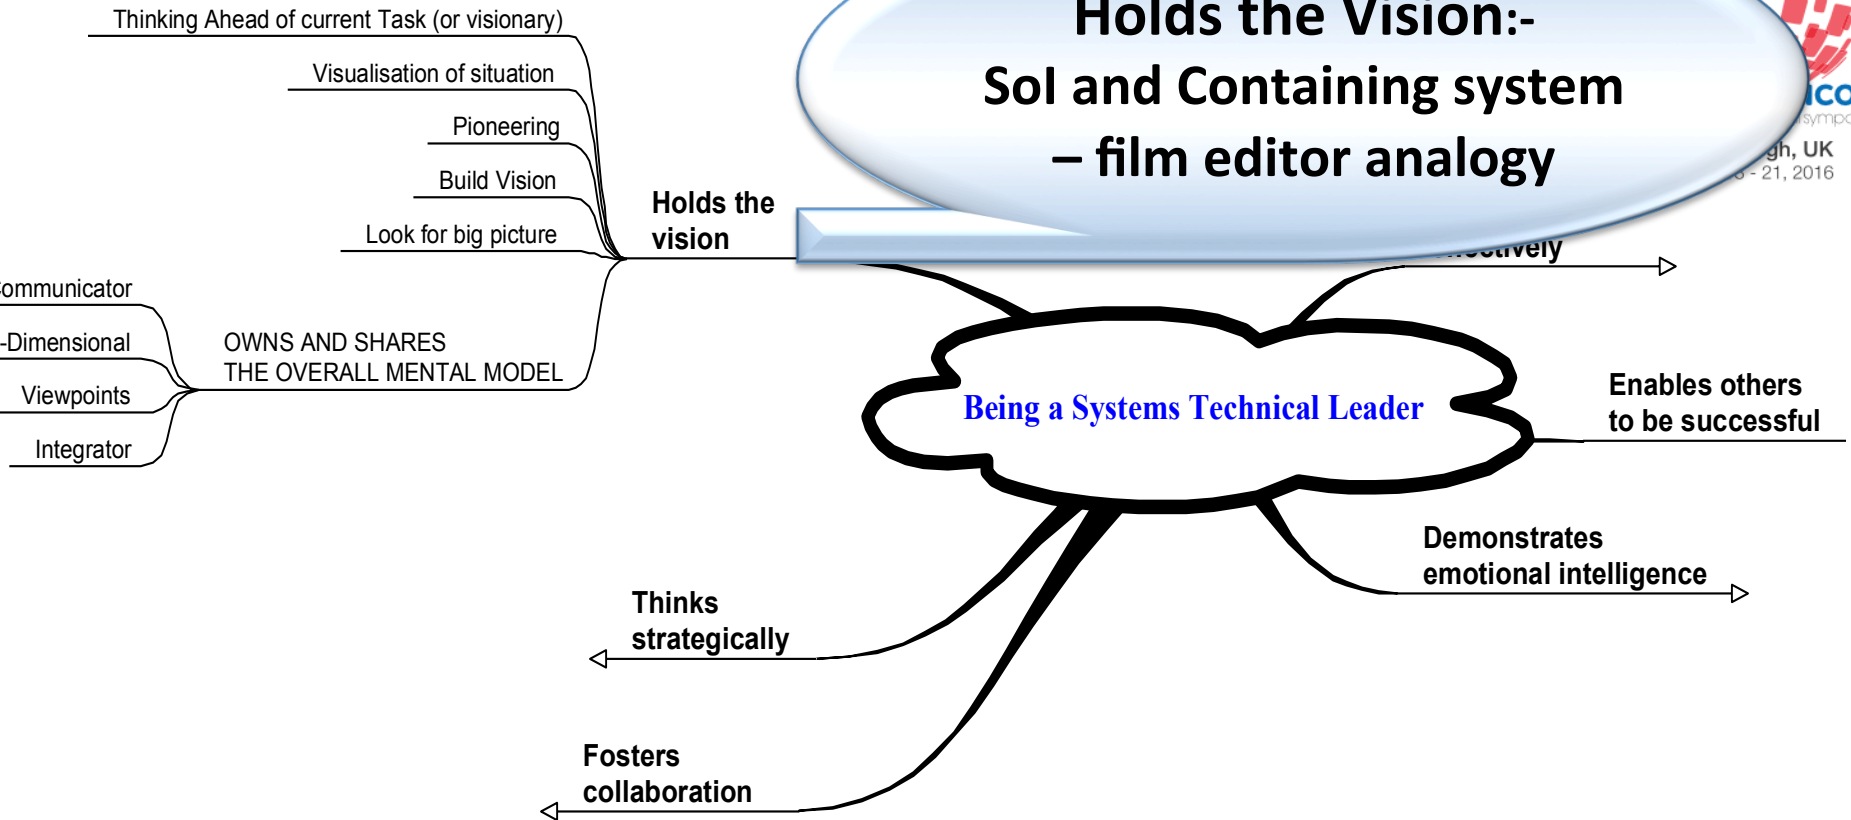 Thinking Ahead of current Task (or visionary)
Visualisation of situation
Pioneering
Build Vision
Look for big picture
Holds the
vision
Communicator
-Dimensional
Viewpoints
Integrator
OWNS AND SHARES
THE OVERALL MENTAL MODEL
Holds the Vision:-
SoI and Containing system
– film editor analogy
UK
21, 2016
Being a Systems Technical Leader
Enables others
to be successful
Demonstrates
emotional intelligence
Thinks
strategically
Fosters
collaboration